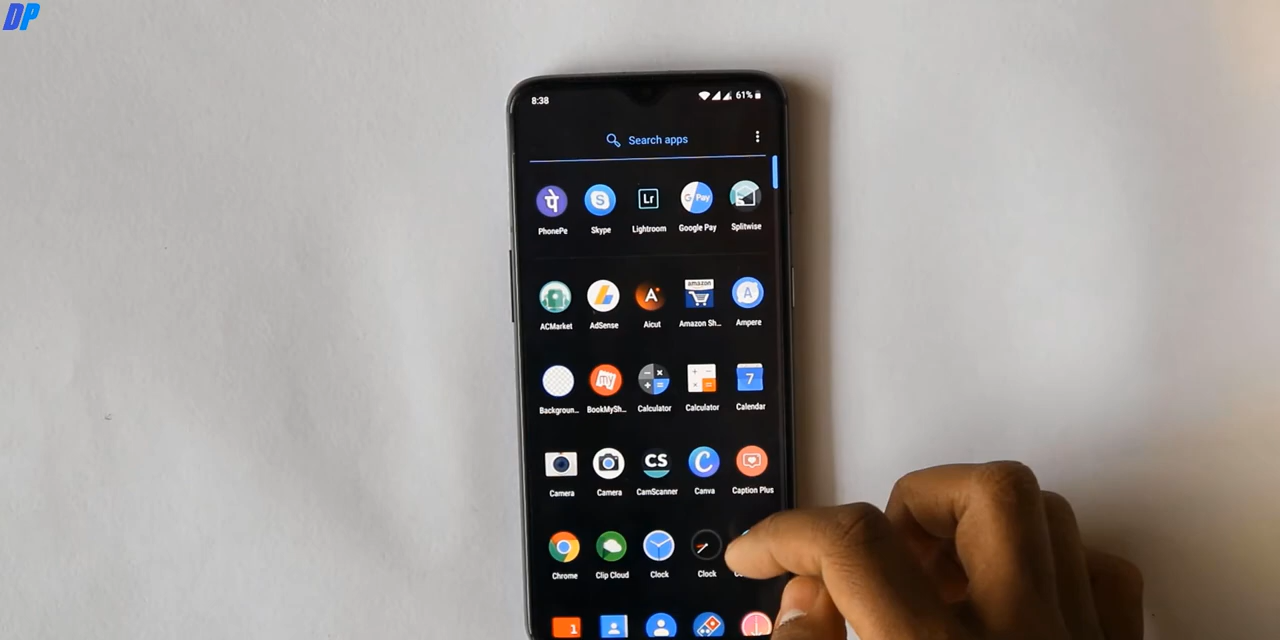 DP
8:38
61%
Search apps
पे
S
Lr
G Pay
PhonePe
Skype
Lightroom
Google Pay
Splitwise
A
amazon
A
ACMarket
AdSense
Aicut
Amazon Sh...
Ampere
my
7
Backgroun...
BookMySh...
Calculator
Calculator
Calendar
CS
C
Camera
Camera
CamScanner
Canva
Caption Plus
Chrome
Clip Cloud
Clock
Clock
1